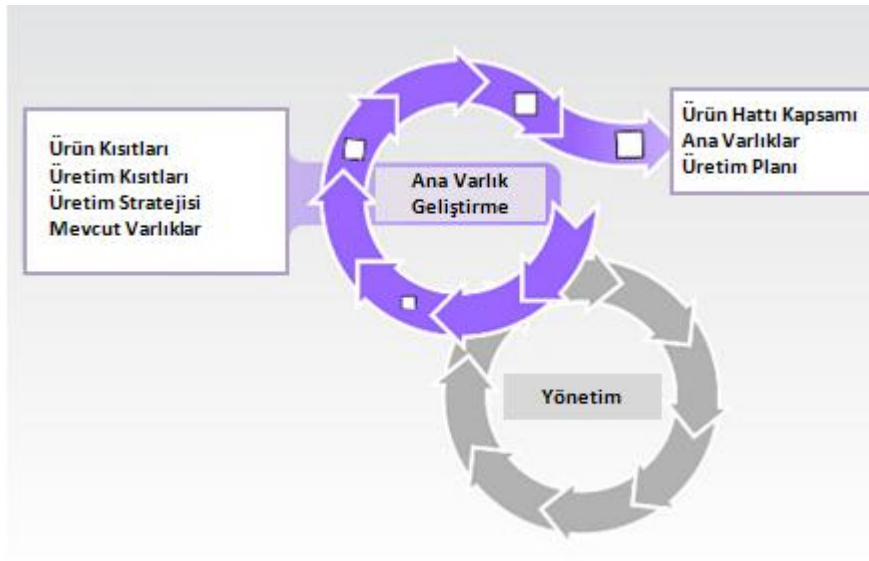 Ürün Kısıtları
Üretim Kısıtları
Üretim Stratejisi
Mevcut Varlıklar
Ana Varlık
Geliştirme
Ürün Hattı Kapsamı
Ana Varlıklar
Üretim Planı
Yönetim